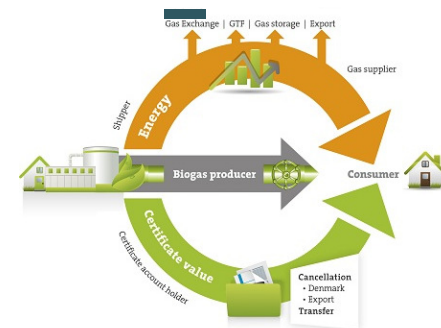 Gas Exchange | GTF | Gas storage | Export
Gas supplier
Shipper
Energy
Biogas producer
Consumer
Certificate value
Certificate account holder
Cancellation
• Denmark
• Export
Transfer